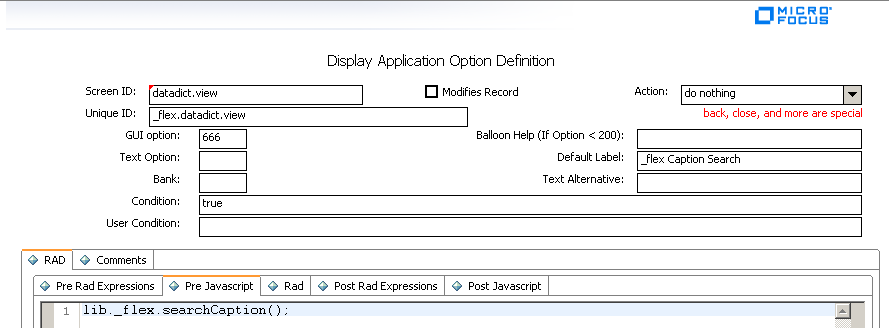 MICRO
FOCUS
Display Application Option Definition
Screen ID: datadict.view Modifies Record Action: do nothing
Unique ID: _flex.datadict.view back, close, and more are special
GUI option: 666 Balloon Help (If Option < 200):
Text Option: Default Label: _flex Caption Search
Bank: Text Alternative:
Condition: true
User Condition:
RAD Comments
Pre Rad Expressions Pre Javascript Rad Post Rad Expressions Post Javascript
1 lib._flex.searchCaption();